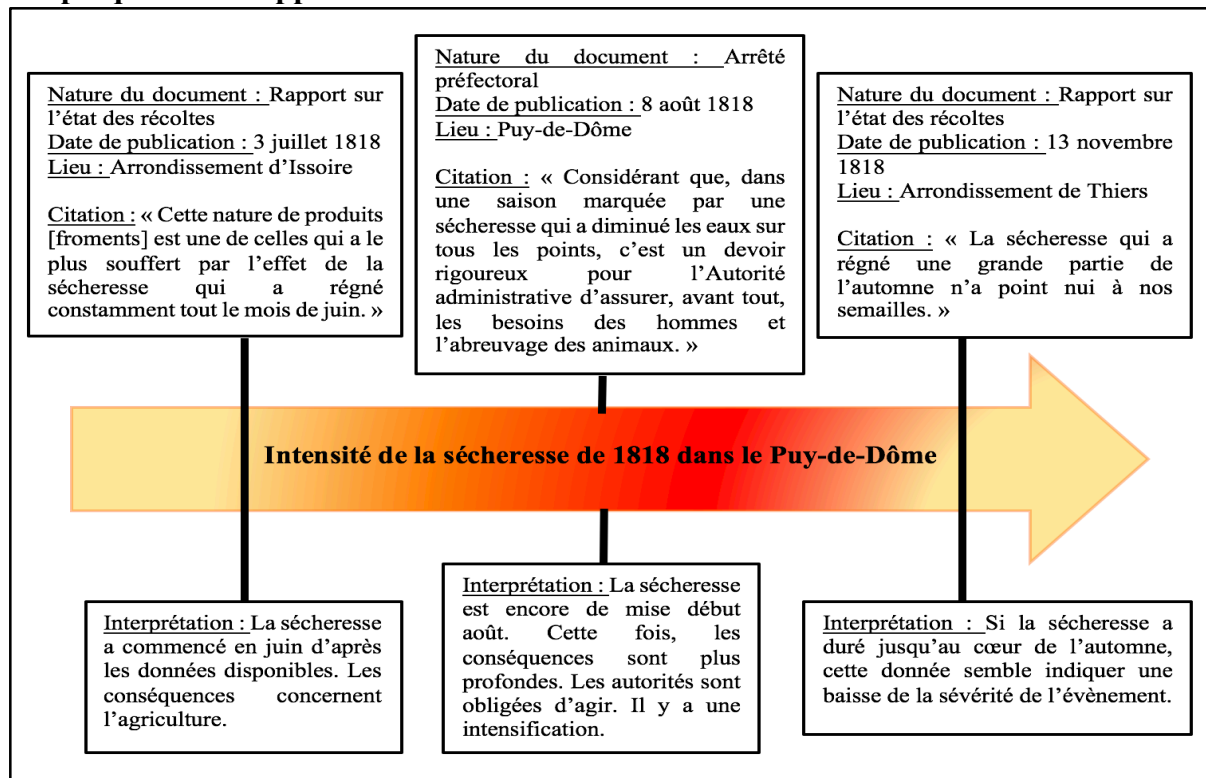 Nature du document : Rapport sur
l’état des récoltes
Date de publication : 3 juillet 1818
Lieu : Arrondissement d’Issoire
Citation : « Cette nature de produits
[froments] est une de celles qui a le
plus souffert par l’effet de la
sécheresse qui a régné
constamment tout le mois de juin. »
Nature du document : Arrêté
préfectoral
Date de publication : 8 août 1818
Lieu : Puy-de-Dôme
Citation : « Considérant que, dans
une saison marquée par une
sécheresse qui a diminué les eaux sur
tous les points, c’est un devoir
rigoureux pour l’Autorité
administrative d’assurer, avant tout,
les besoins des hommes et
l’abreuvage des animaux. »
Nature du document : Rapport sur
l’état des récoltes
Date de publication : 13 novembre
1818
Lieu : Arrondissement de Thiers
Citation : « La sécheresse qui a
régné une grande partie de
l’automne n’a point nui à nos
semailles. »
Intensité de la sécheresse de 1818 dans le Puy-de-Dôme
Interprétation : La sécheresse
a commencé en juin d’après
les données disponibles. Les
conséquences concernent
l’agriculture.
Interprétation : La sécheresse
est encore de mise début
août. Cette fois, les
conséquences sont plus
profondes. Les autorités sont
obligées d’agir. Il y a une
intensification.
Interprétation : Si la sécheresse a
duré jusqu’au cœur de l’automne,
cette donnée semble indiquer une
baisse de la sévérité de l’évènement.